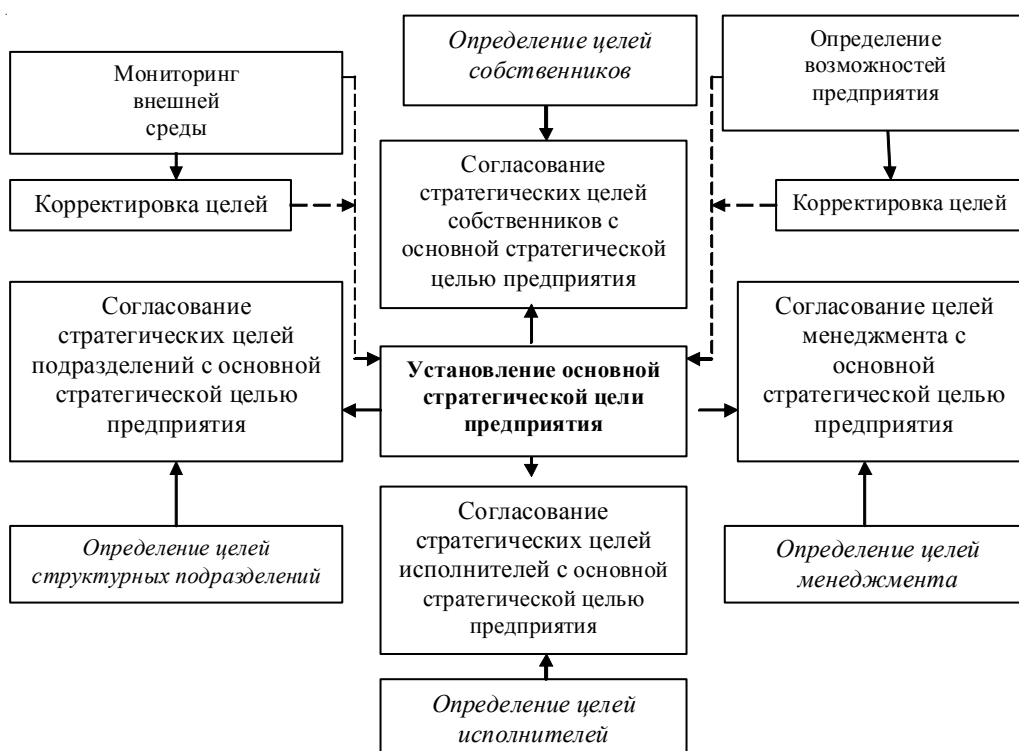 Мониторинг
внешней
среды
Определение целей
собственников
Определение
возможностей
предприятия
Корректировка целей
Согласование
стратегических целей
собственников с
основной стратегической
целью предприятия
Корректировка целей
Согласование
стратегических целей
подразделений с основной
стратегической целью
предприятия
Установление основной
стратегической цели
предприятия
Согласование целей
менеджмента с
основной
стратегической целью
предприятия
Определение целей
структурных подразделений
Согласование
стратегических целей
исполнителей с основной
стратегической целью
предприятия
Определение целей
менеджмента
Определение целей
исполнителей